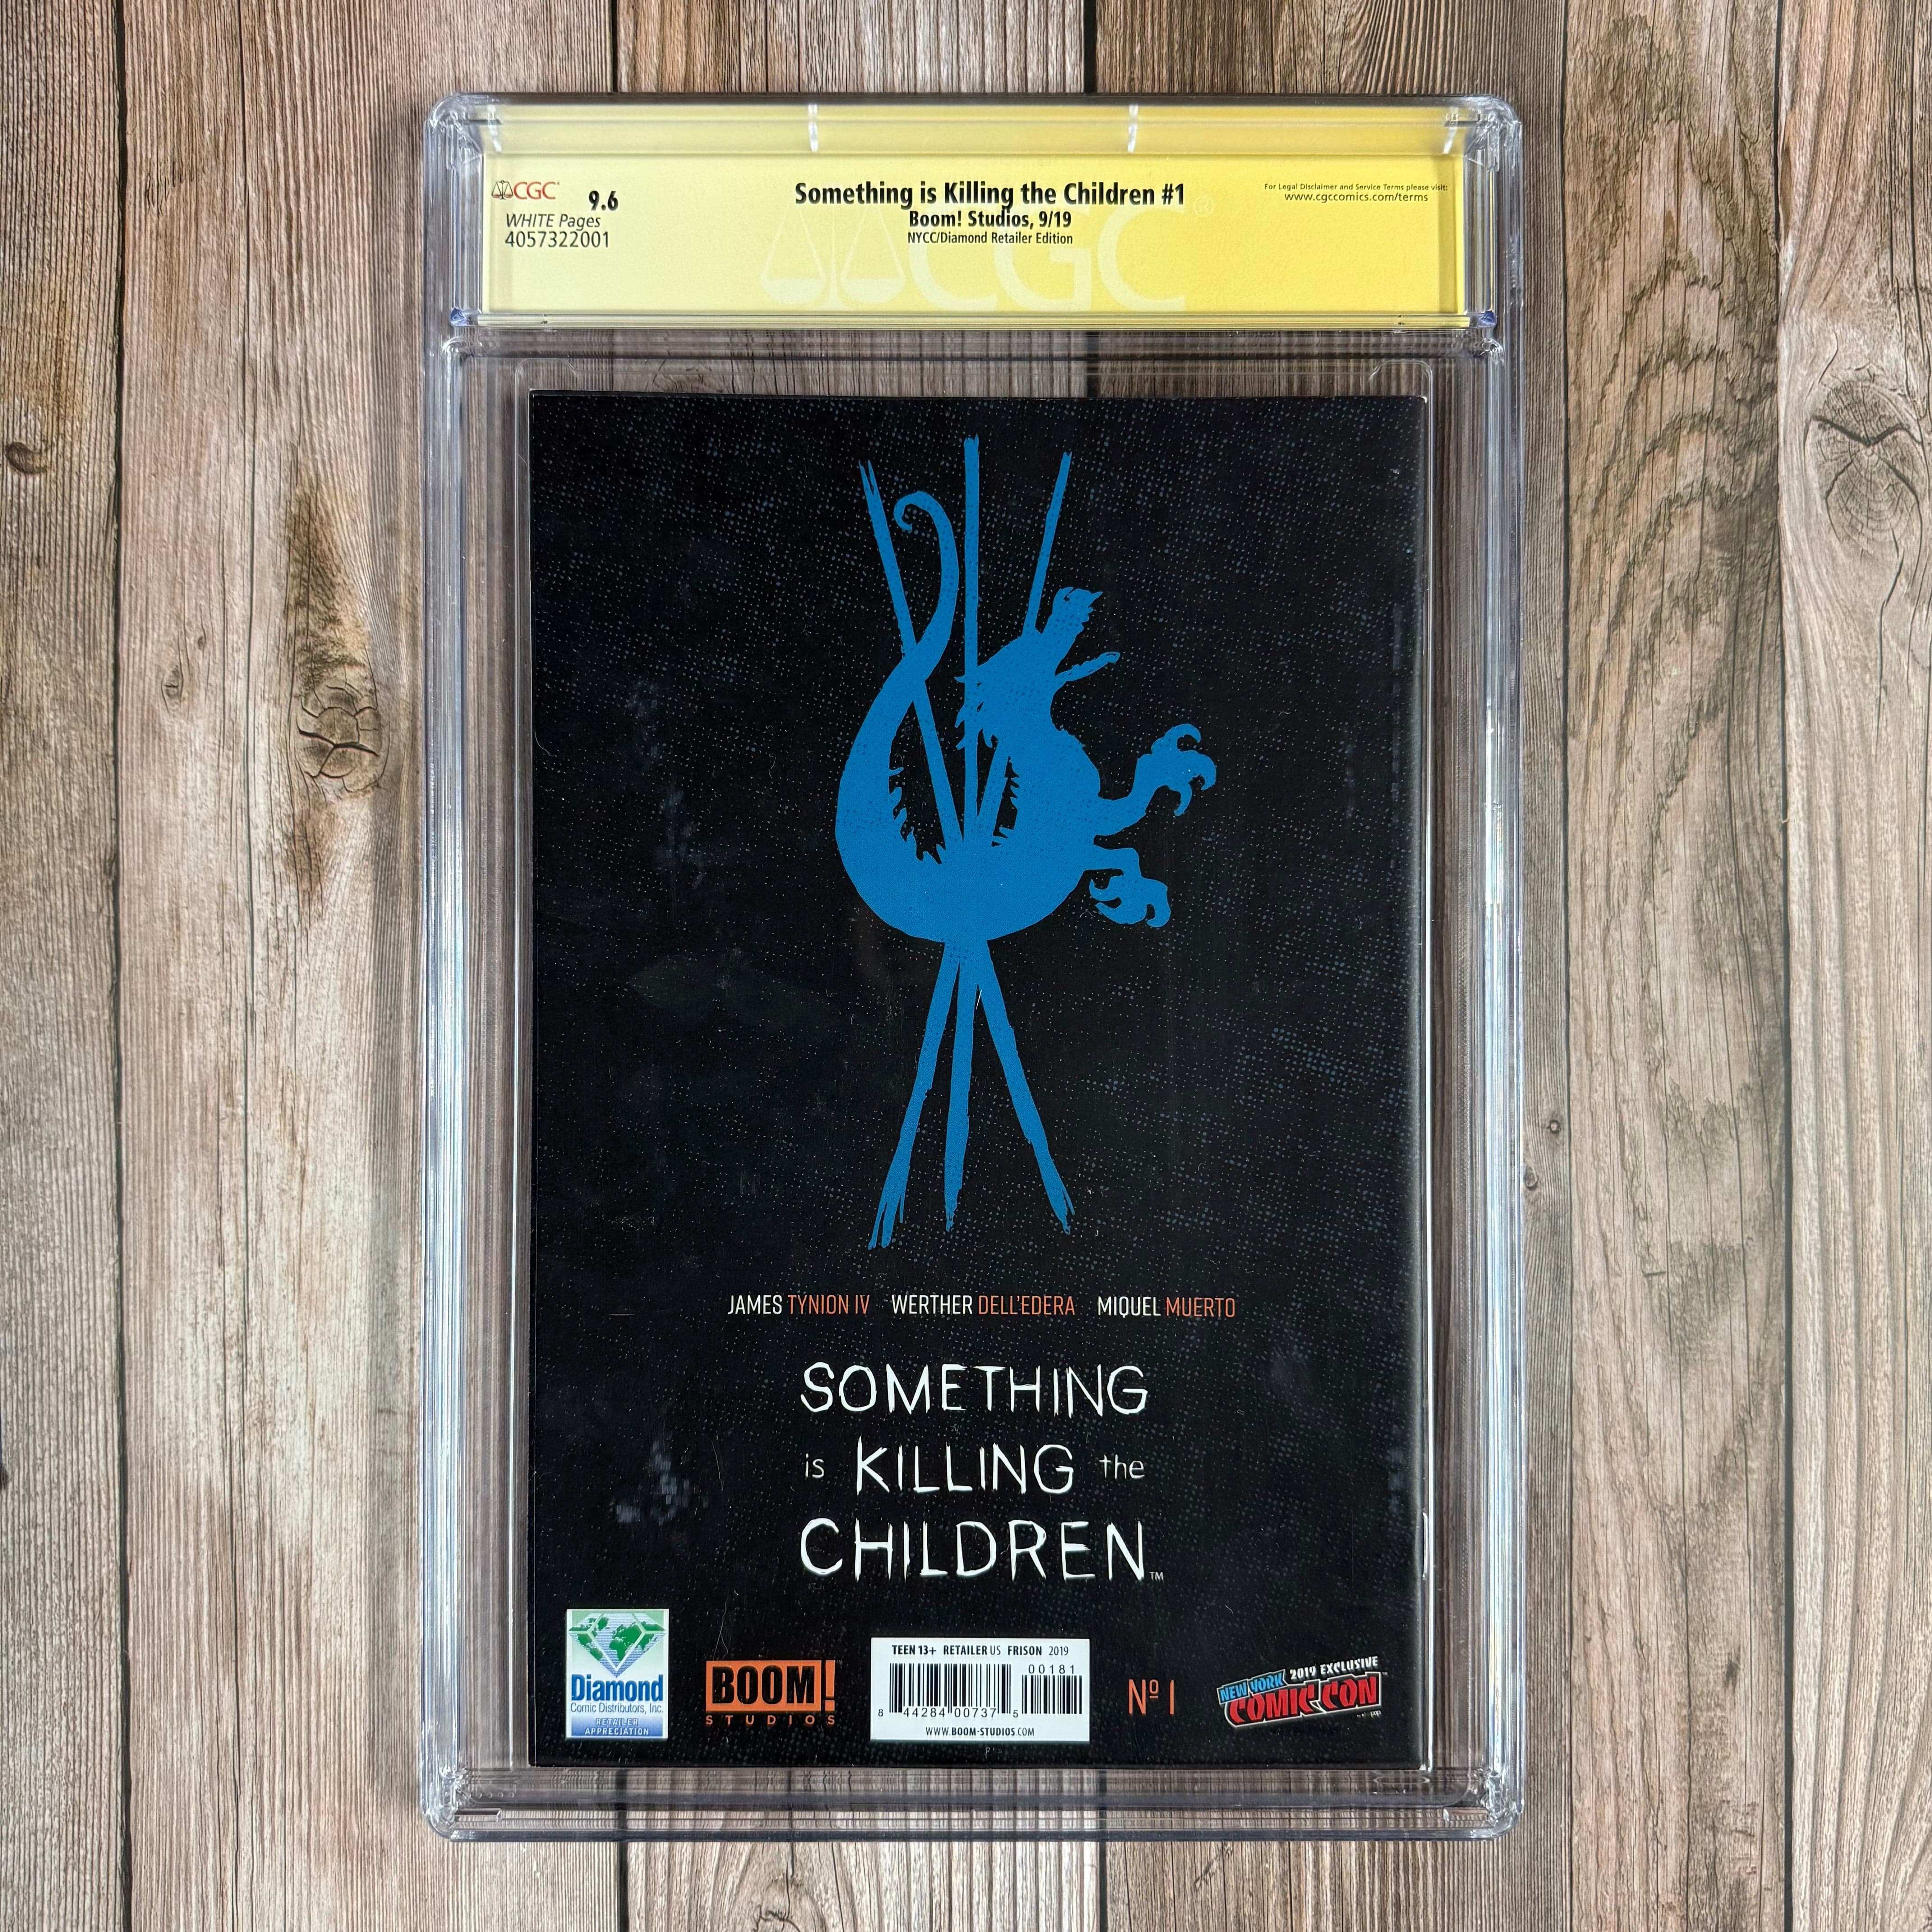 CGC
9.6
WHITE Pages
4057322001
Something is Killing the Children #1
Boom! Studios, 9/19
NYCC/Diamond Retailer Edition
For Legal Disclaimer and Service Terms please visit:
www.cgccomics.com/terms
CGC
JAMES TYNION IV WERTHER DELL'EDERA MIQUEL MUERTO
SOMETHING
is KILLING the
CHILDREN™
Diamond
Comic Distributors, Inc.
RETAILER
APPRECIATION
BOOM!
STUDIOS
TEEN 13+ RETAILER US FRISON 2019
00181
8 44284 00737 5
WWW.BOOM-STUDIOS.COM
Nº 1
2019 EXCLUSIVE
NEW YORK
COMIC CON